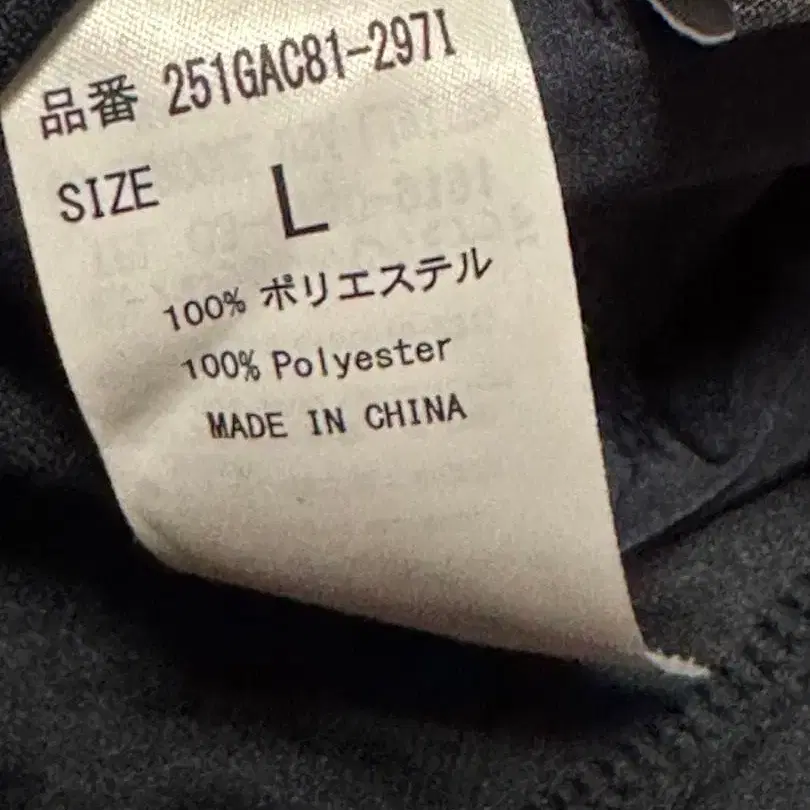 品番 251GAC81-297I
SIZE L
100% ポリエステル
100% Polyester
MADE IN CHINA